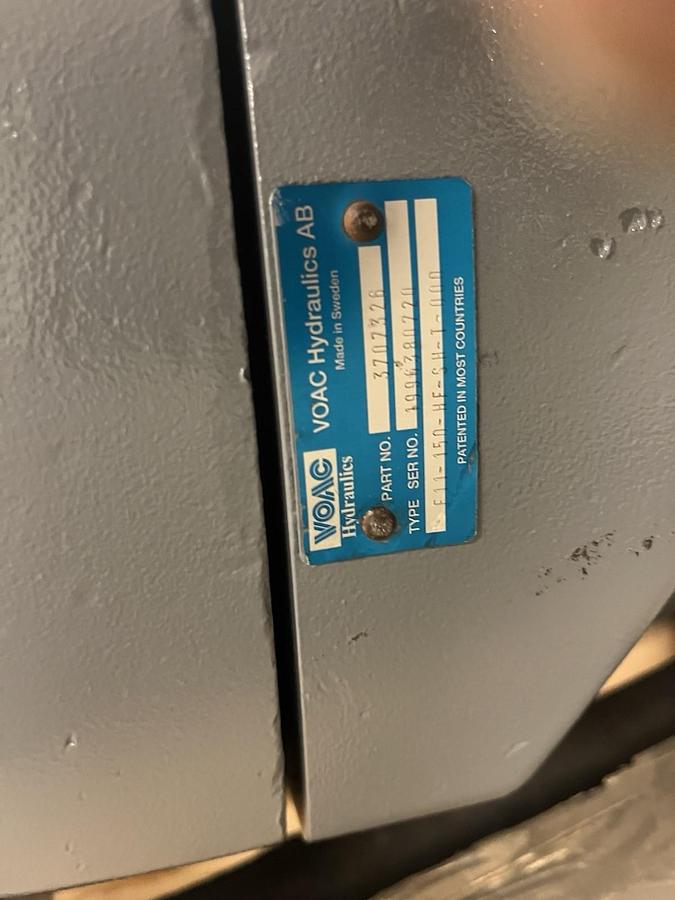 VOAC
Hydraulics
VOAC Hydraulics AB
Made in Sweden
PART NO. 3707326
SER NO. 1996380220
TYPE
F11-150-HF-SH-T-000
PATENTED IN MOST COUNTRIES